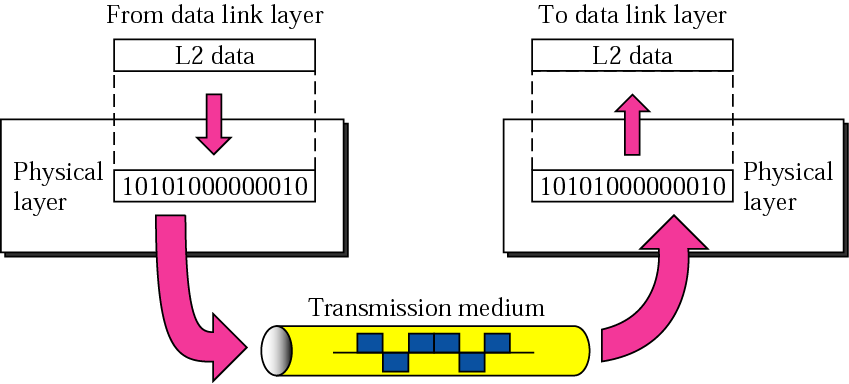 From data link layer
To data link layer
L2 data
L2 data
Physical
layer
10101000000010
10101000000010
Physical
layer
Transmission medium